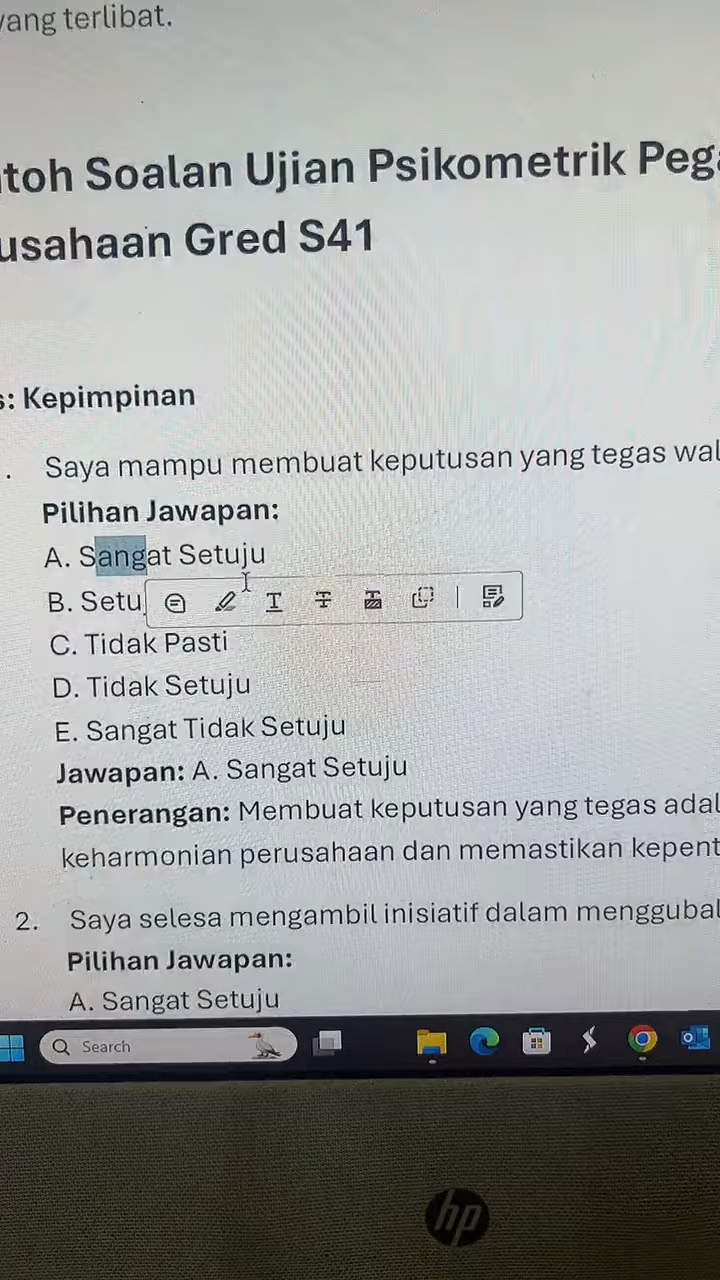 yang terlibat.
toh Soalan Ujian Psikometrik Pega
usahaan Gred S41
s: Kepimpinan
. Saya mampu membuat keputusan yang tegas wal
Pilihan Jawapan:
A. Sangat Setuju
B. Setu
C. Tidak Pasti
D. Tidak Setuju
E. Sangat Tidak Setuju
Jawapan: A. Sangat Setuju
Penerangan: Membuat keputusan yang tegas adal
keharmonian perusahaan dan memastikan kepent
2. Saya selesa mengambil inisiatif dalam menggubal
Pilihan Jawapan:
A. Sangat Setuju
Search
hp